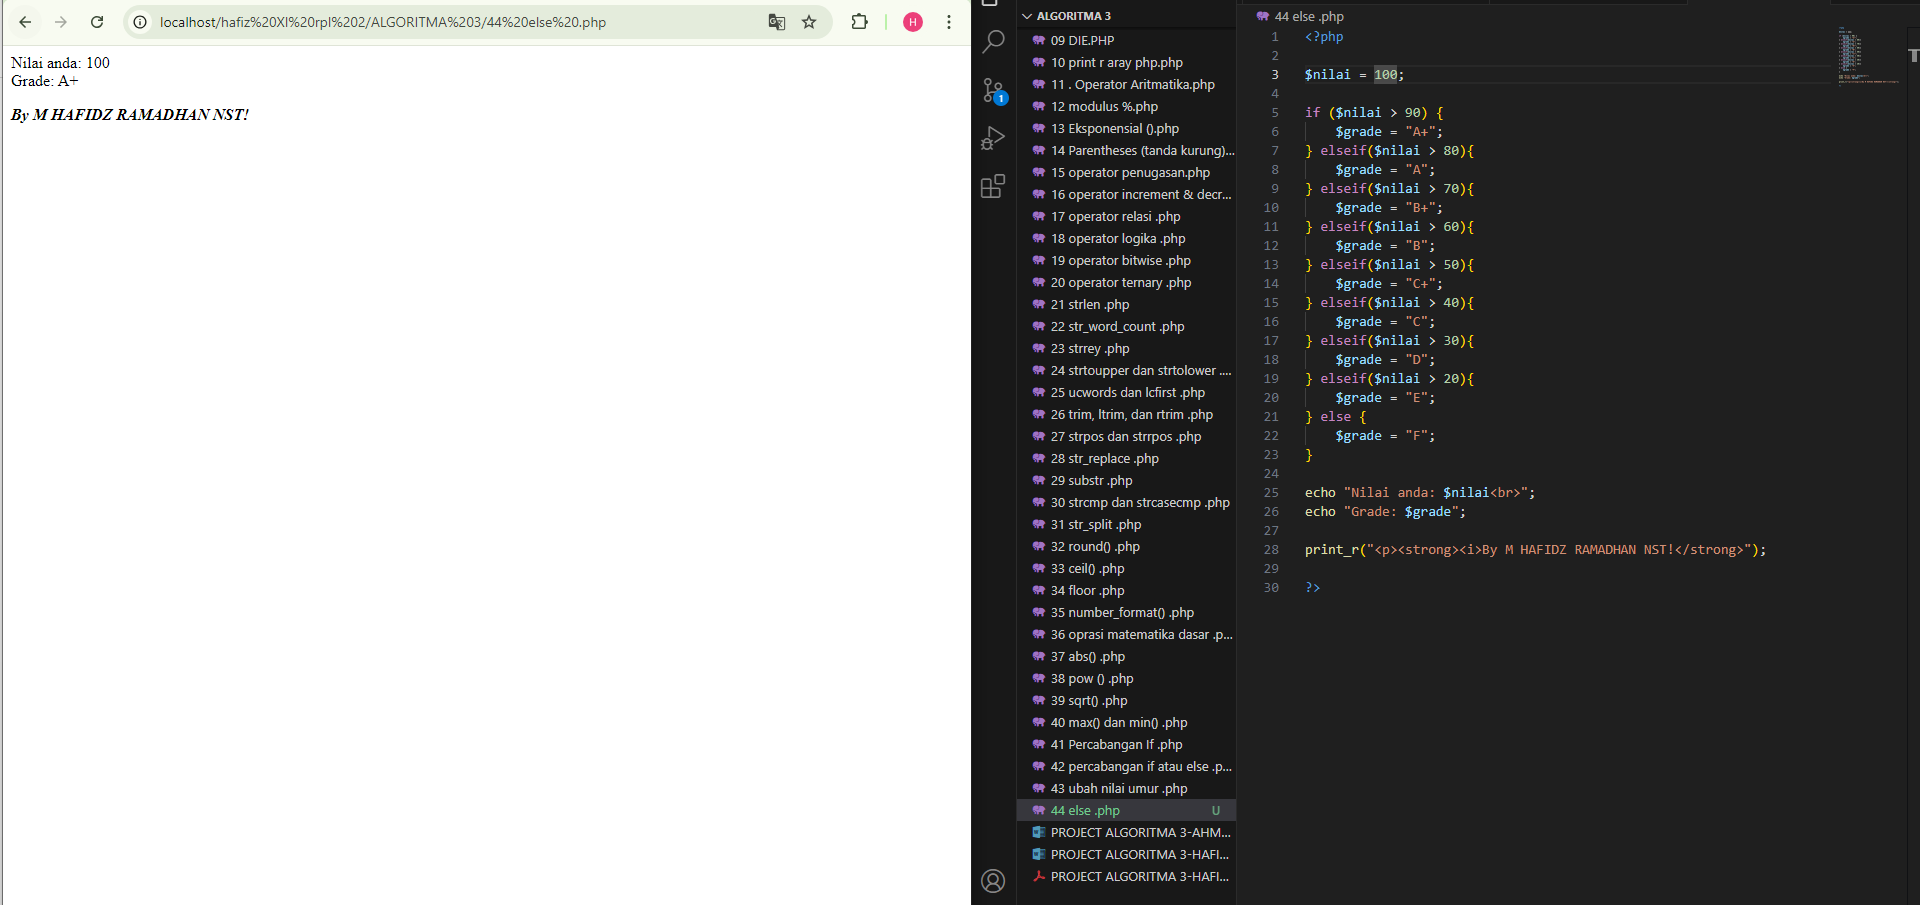 localhost/hafiz%20XI%20rpl%202/ALGORITMA%203/44%20else%20.php
H
Nilai anda: 100
Grade: A+
By M HAFIDZ RAMADHAN NST!
1
ALGORITMA 3
09 DIE.PHP
10 print r aray php.php
11 . Operator Aritmatika.php
12 modulus %.php
13 Eksponensial ().php
14 Parentheses (tanda kurung)...
15 operator penugasan.php
16 operator increment & decr...
17 operator relasi .php
18 operator logika .php
19 operator bitwise .php
20 operator ternary .php
21 strlen .php
22 str_word_count .php
23 strrey .php
24 strtoupper dan strtolower ....
25 ucwords dan lcfirst .php
26 trim, ltrim, dan rtrim .php
27 strpos dan strrpos .php
28 str_replace .php
29 substr .php
30 strcmp dan strcasecmp .php
31 str_split .php
32 round() .php
33 ceil() .php
34 floor .php
35 number_format() .php
36 oprasi matematika dasar .p...
37 abs() .php
38 pow () .php
39 sqrt() .php
40 max() dan min() .php
41 Percabangan If .php
42 percabangan if atau else .p...
43 ubah nilai umur .php
44 else .php U
PROJECT ALGORITMA 3-AHM...
PROJECT ALGORITMA 3-HAFI...
PROJECT ALGORITMA 3-HAFI...
44 else .php
1 <?php
2
3 $nilai = 100;
4
5 if ($nilai > 90) {
6 $grade = "A+";
7 } elseif($nilai > 80){
8 $grade = "A";
9 } elseif($nilai > 70){
10 $grade = "B+";
11 } elseif($nilai > 60){
12 $grade = "B";
13 } elseif($nilai > 50){
14 $grade = "C+";
15 } elseif($nilai > 40){
16 $grade = "C";
17 } elseif($nilai > 30){
18 $grade = "D";
19 } elseif($nilai > 20){
20 $grade = "E";
21 } else {
22 $grade = "F";
23 }
24
25 echo "Nilai anda: $nilai<br>";
26 echo "Grade: $grade";
27
28 print_r("<p><strong><i>By M HAFIDZ RAMADHAN NST!</strong>");
29
30 ?>